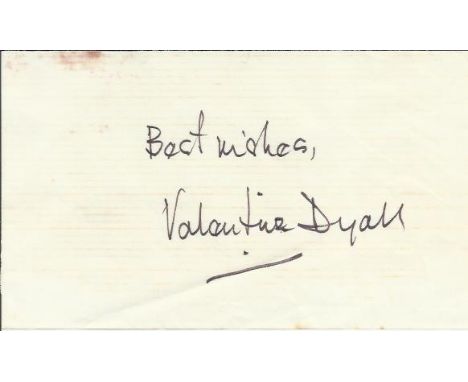 Best wishes,
Valentine Dyall